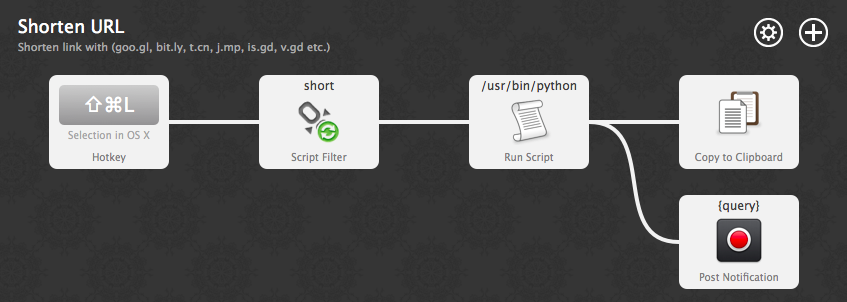 Shorten URL
Shorten link with (goo.gl, bit.ly, t.cn, j.mp, is.gd, v.gd etc.)
⇧⌘L
Selection in OS X
Hotkey
short
Script Filter
/usr/bin/python
Run Script
Copy to Clipboard
{query}
Post Notification